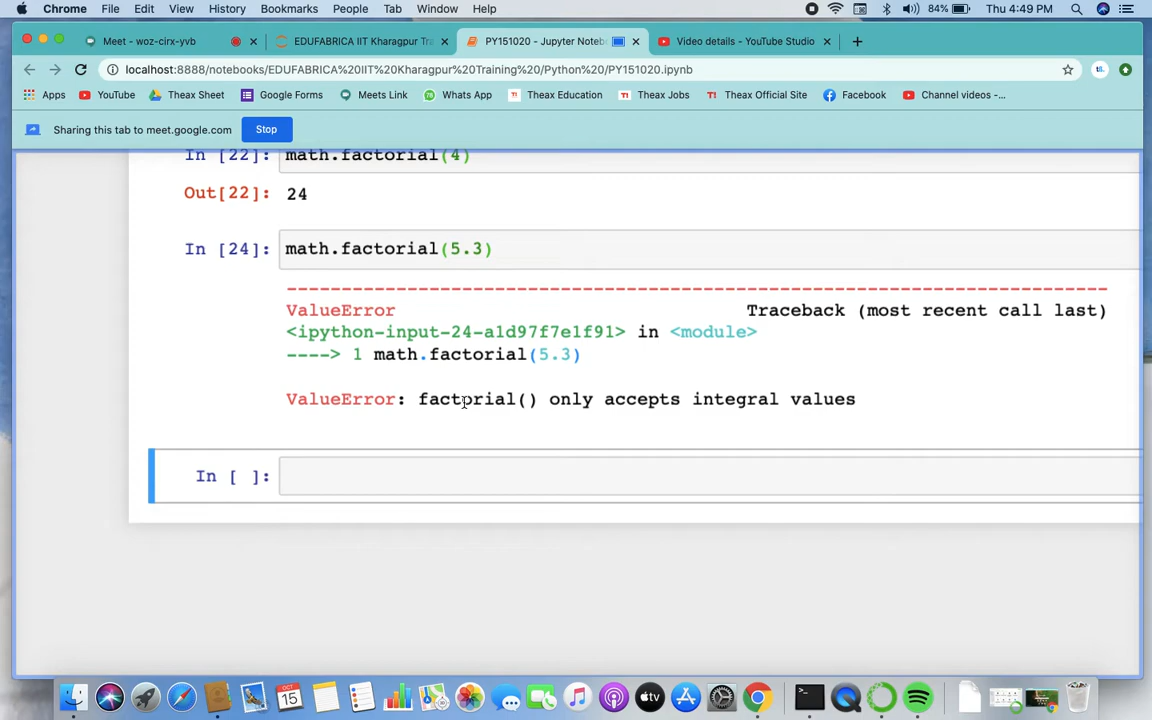 Chrome File Edit View History Bookmarks People Tab Window Help 84% Thu 4:49 PM
Meet - woz-cirx-yyb EDUFABRICA IIT Kharagpur Tra PY151020 - Jupyter Noteb Video details - YouTube Studio
localhost:8888/notebooks/EDUFABRICA%20IIT%20Kharagpur%20Training%20/Python%20/PY151020.ipynb
Apps YouTube Theax Sheet Google Forms Meets Link Whats App Theax Education Theax Jobs Theax Official Site Facebook Channel videos -...
Sharing this tab to meet.google.com Stop
In [22]: math.factorial(4)
Out[22]: 24
In [24]: math.factorial(5.3)
---------------------------------------------------------------------------
ValueError Traceback (most recent call last)
<ipython-input-24-a1d97f7e1f91> in <module>
----> 1 math.factorial(5.3)
ValueError: factorial() only accepts integral values
In [ ]:
OCT
15